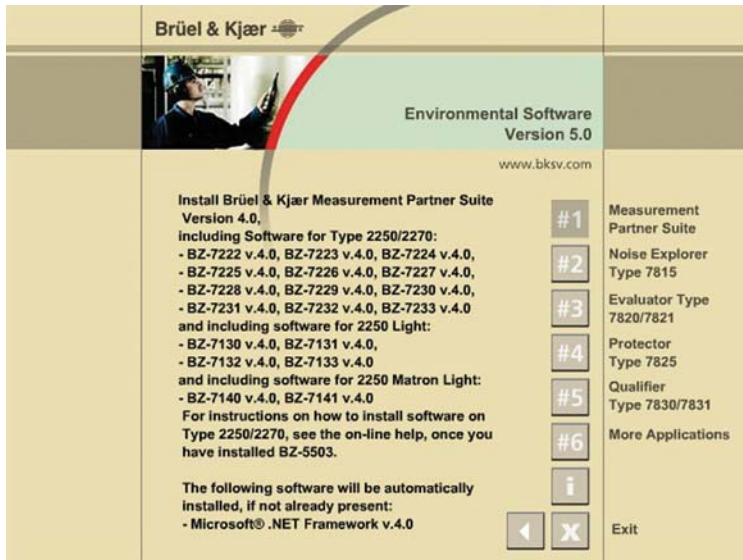 Brüel & Kjær
Environmental Software
Version 5.0
www.bksv.com
Install Brüel & Kjær Measurement Partner Suite
Version 4.0,
including Software for Type 2250/2270:
- BZ-7222 v.4.0, BZ-7223 v.4.0, BZ-7224 v.4.0,
- BZ-7225 v.4.0, BZ-7226 v.4.0, BZ-7227 v.4.0,
- BZ-7228 v.4.0, BZ-7229 v.4.0, BZ-7230 v.4.0,
- BZ-7231 v.4.0, BZ-7232 v.4.0, BZ-7233 v.4.0
and including software for 2250 Light:
- BZ-7130 v.4.0, BZ-7131 v.4.0,
- BZ-7132 v.4.0, BZ-7133 v.4.0
and including software for 2250 Matron Light:
- BZ-7140 v.4.0, BZ-7141 v.4.0
For instructions on how to install software on
Type 2250/2270, see the on-line help, once you
have installed BZ-5503.
The following software will be automatically
installed, if not already present:
- Microsoft® .NET Framework v.4.0
#1 Measurement
Partner Suite
#2 Noise Explorer
Type 7815
#3 Evaluator Type
7820/7821
#4 Protector
Type 7825
#5 Qualifier
Type 7830/7831
#6 More Applications
i
X Exit